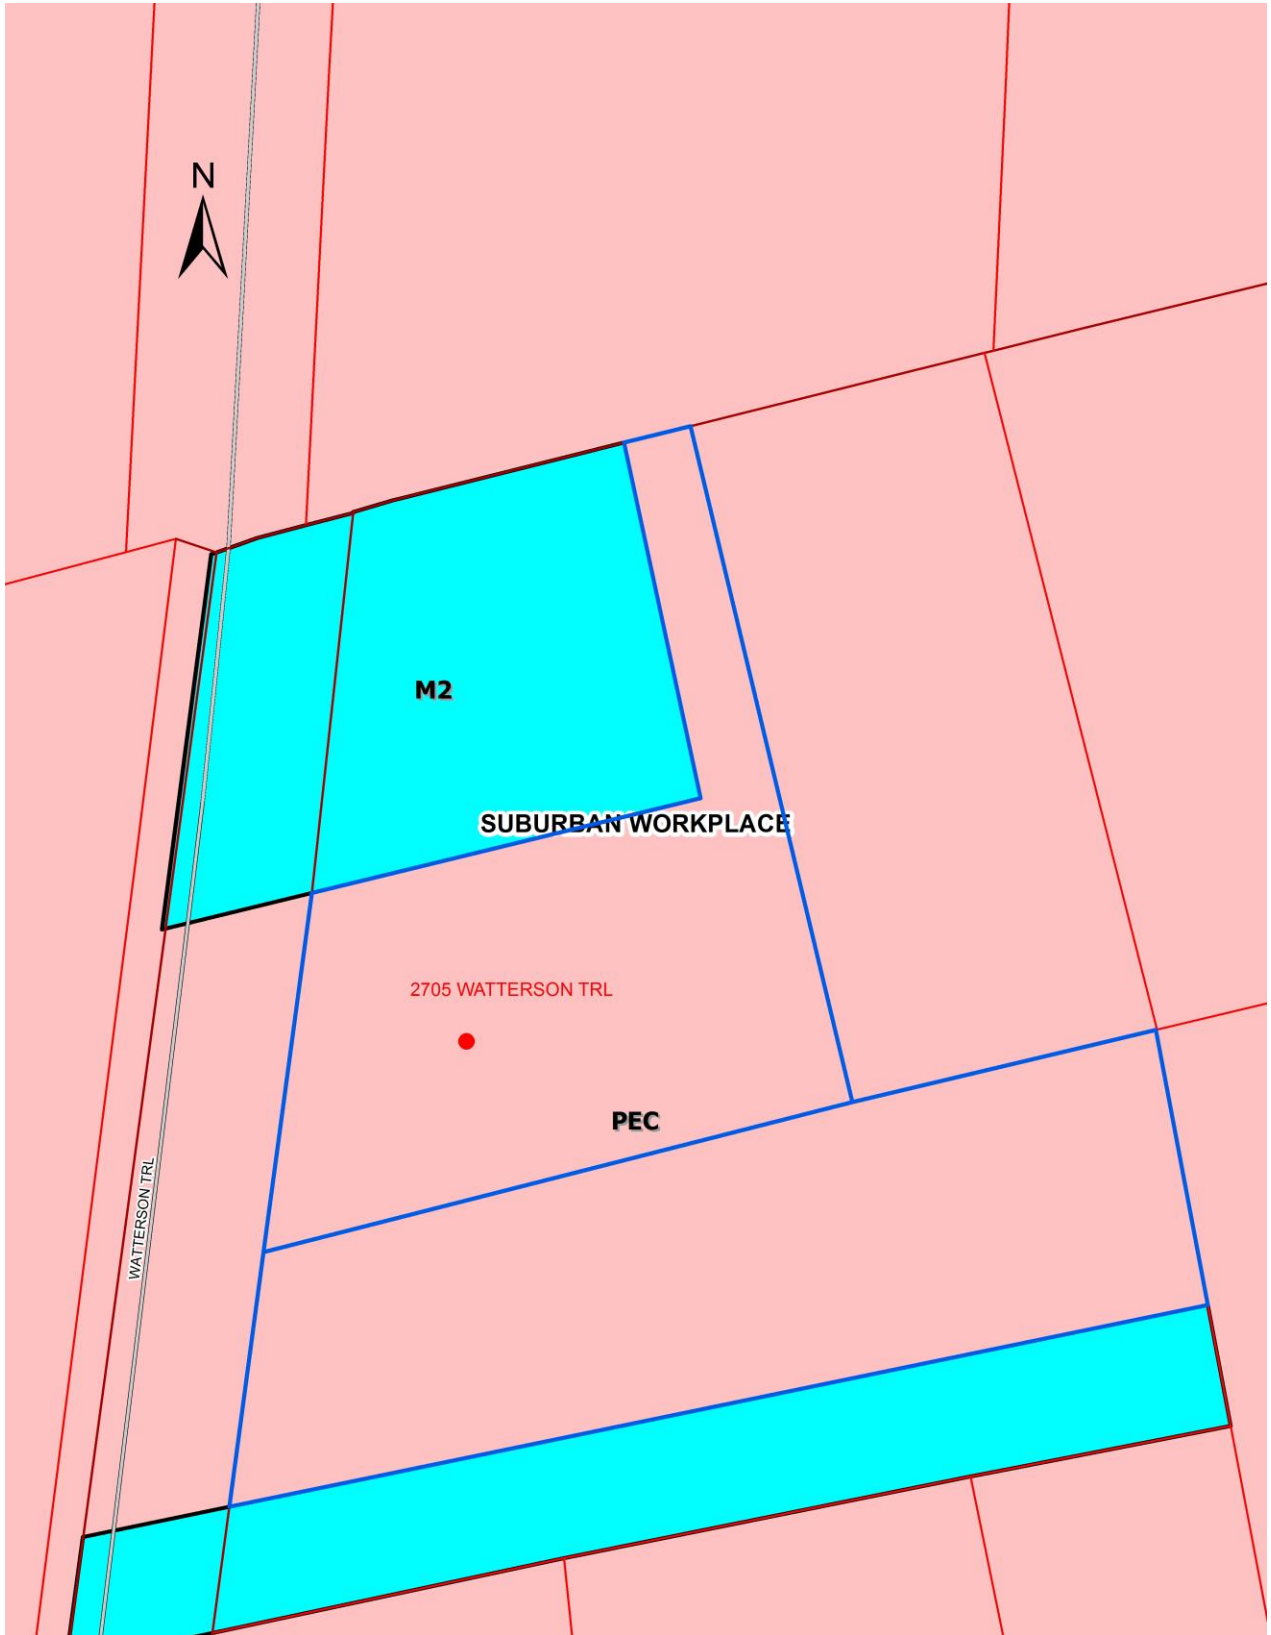 N
M2
SUBURBAN WORKPLACE
2705 WATTERSON TRL
PEC
WATTERSON TRL